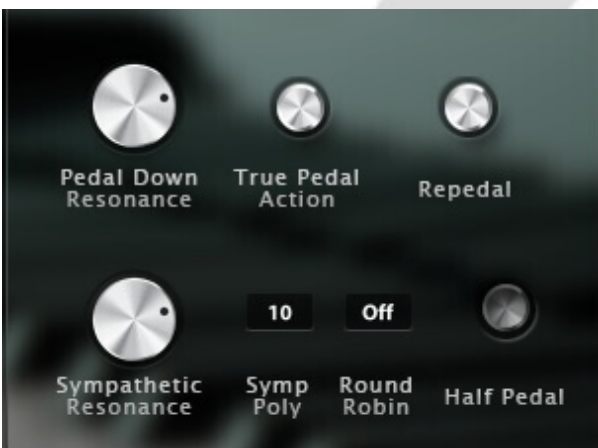 Pedal Down
Resonance
True Pedal
Action
Repedal
10
Off
Sympathetic
Resonance
Symp
Poly
Round
Robin
Half Pedal